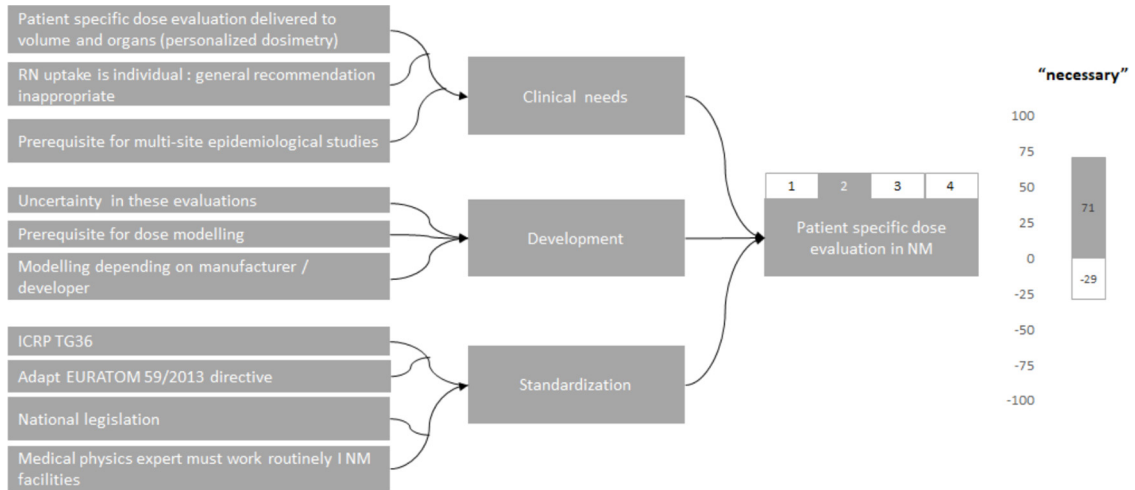 Patient specific dose evaluation delivered to
volume and organs (personalized dosimetry)
RN uptake is individual : general recommendation
inappropriate
Prerequisite for multi-site epidemiological studies
Clinical needs
Uncertainty in these evaluations
Prerequisite for dose modelling
Modelling depending on manufacturer /
developer
Development
ICRP TG36
Adapt EURATOM 59/2013 directive
National legislation
Medical physics expert must work routinely I NM
facilities
Standardization
1 2 3 4
Patient specific dose
evaluation in NM
“necessary”
100
75
50
25
0
-25
-50
-75
-100
71
-29